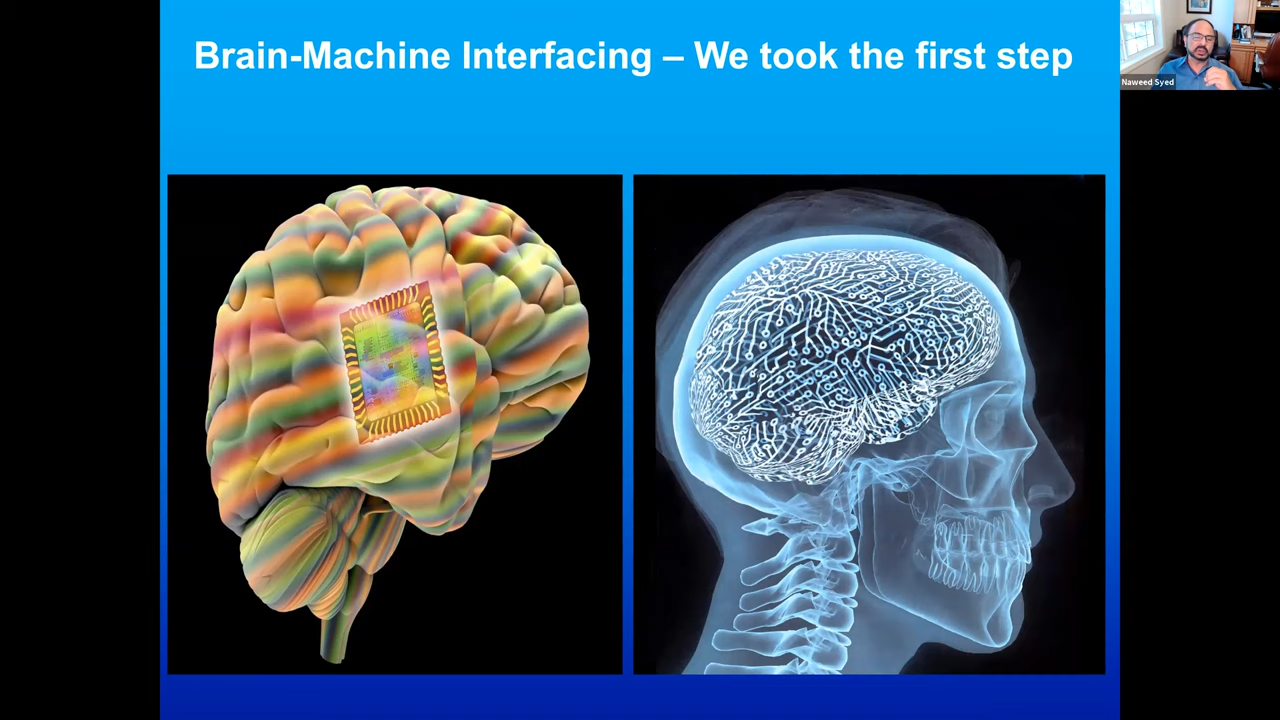 Brain-Machine Interfacing – We took the first step
Naweed Syed